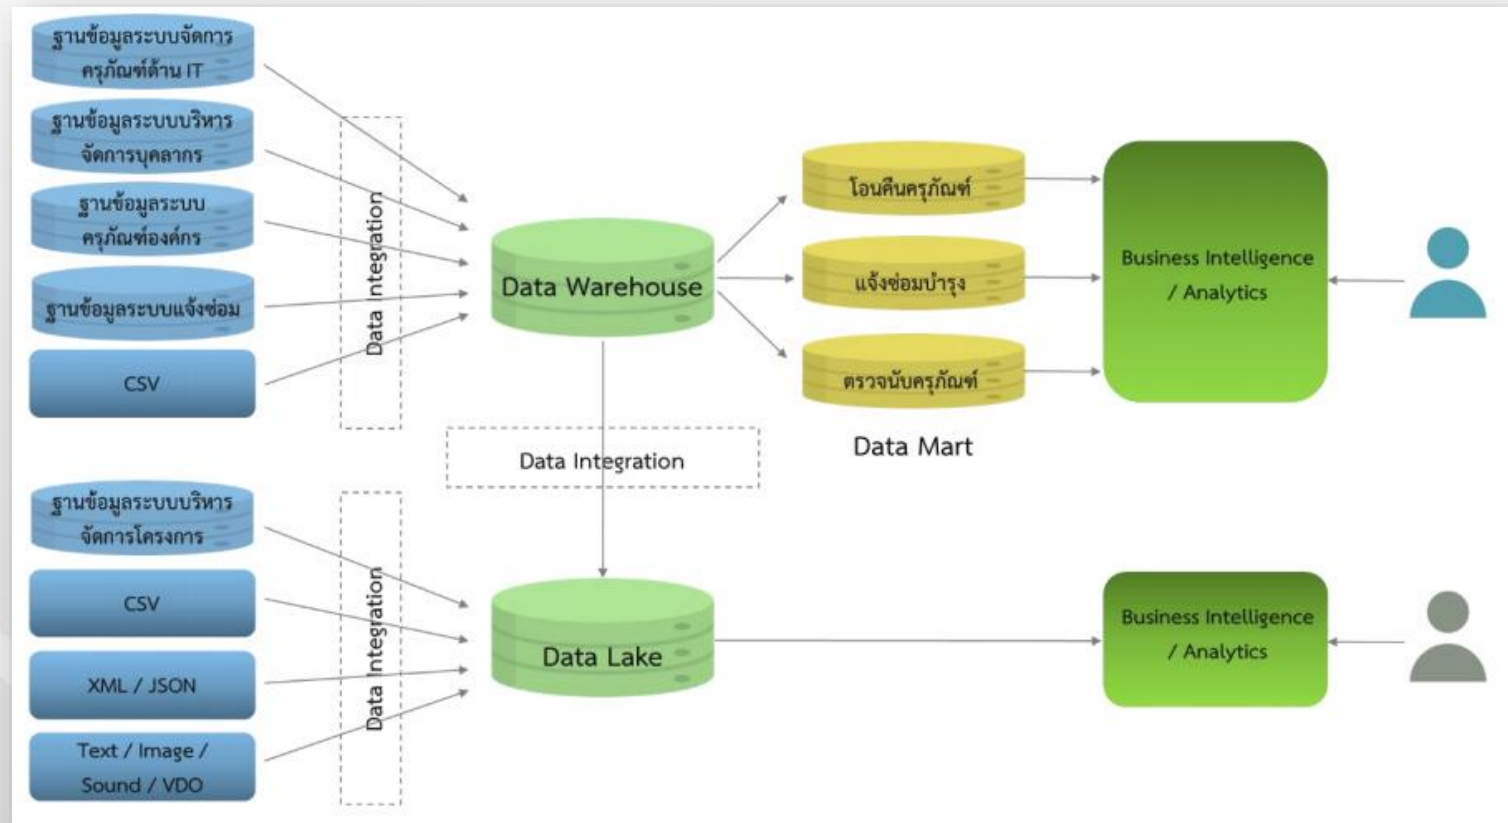 ฐานข้อมูลระบบจัดการ
ครุภัณฑ์ด้าน IT
ฐานข้อมูลระบบบริหาร
จัดการบุคลากร
ฐานข้อมูลระบบ
ครุภัณฑ์องค์กร
ฐานข้อมูลระบบแจ้งซ่อม
CSV
Data Integration
Data Warehouse
โอนคืนครุภัณฑ์
แจ้งซ่อมบำรุง
ตรวจนับครุภัณฑ์
Data Mart
Business Intelligence
/ Analytics
Data Integration
ฐานข้อมูลระบบบริหาร
จัดการโครงการ
CSV
XML / JSON
Text / Image /
Sound / VDO
Data Integration
Data Lake
Business Intelligence
/ Analytics